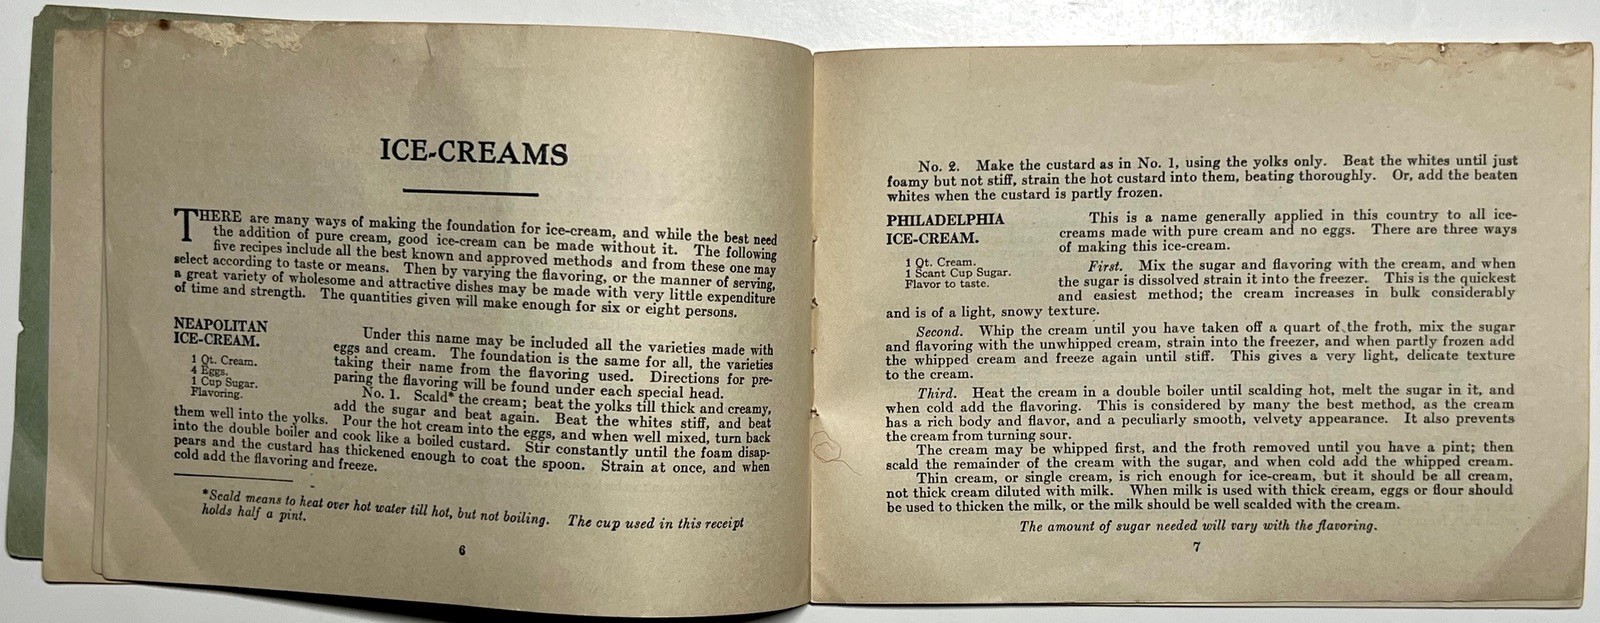 ICE-CREAMS
THERE are many ways of making the foundation for ice-cream, and while the best need
the addition of pure cream, good ice-cream can be made without it. The following
five recipes include all the best known and approved methods and from these one may
select according to taste or means. Then by varying the flavoring, or the manner of serving,
a great variety of wholesome and attractive dishes may be made with very little expenditure
of time and strength. The quantities given will make enough for six or eight persons.
NEAPOLITAN
ICE-CREAM.
1 Qt. Cream.
4 Eggs.
1 Cup Sugar.
Flavoring.
Under this name may be included all the varieties made with
eggs and cream. The foundation is the same for all, the varieties
taking their name from the flavoring used. Directions for pre-
paring the flavoring will be found under each special head.
No. 1. Scald* the cream; beat the yolks till thick and creamy,
add the sugar and beat again. Beat the whites stiff, and beat
them well into the yolks. Pour the hot cream into the eggs, and when well mixed, turn back
into the double boiler and cook like a boiled custard. Stir constantly until the foam disap-
pears and the custard has thickened enough to coat the spoon. Strain at once, and when
cold add the flavoring and freeze.
*Scald means to heat over hot water till hot, but not boiling. The cup used in this receipt
holds half a pint.
6
No. 2. Make the custard as in No. 1, using the yolks only. Beat the whites until just
foamy but not stiff, strain the hot custard into them, beating thoroughly. Or, add the beaten
whites when the custard is partly frozen.
PHILADELPHIA
ICE-CREAM.
1 Qt. Cream.
1 Scant Cup Sugar.
Flavor to taste.
This is a name generally applied in this country to all ice-
creams made with pure cream and no eggs. There are three ways
of making this ice-cream.
First. Mix the sugar and flavoring with the cream, and when
the sugar is dissolved strain it into the freezer. This is the quickest
and easiest method; the cream increases in bulk considerably
and is of a light, snowy texture.
Second. Whip the cream until you have taken off a quart of the froth, mix the sugar
and flavoring with the unwhipped cream, strain into the freezer, and when partly frozen add
the whipped cream and freeze again until stiff. This gives a very light, delicate texture
to the cream.
Third. Heat the cream in a double boiler until scalding hot, melt the sugar in it, and
when cold add the flavoring. This is considered by many the best method, as the cream
has a rich body and flavor, and a peculiarly smooth, velvety appearance. It also prevents
the cream from turning sour.
The cream may be whipped first, and the froth removed until you have a pint; then
scald the remainder of the cream with the sugar, and when cold add the whipped cream.
Thin cream, or single cream, is rich enough for ice-cream, but it should be all cream,
not thick cream diluted with milk. When milk is used with thick cream, eggs or flour should
be used to thicken the milk, or the milk should be well scalded with the cream.
The amount of sugar needed will vary with the flavoring.
7